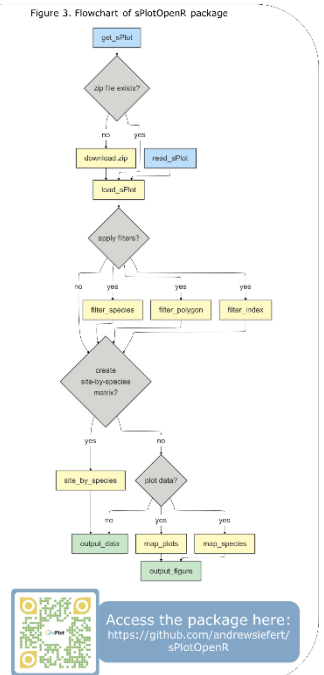 Figure 3. Flowchart of sPlotOpenR package
get_sPlot
zip file exists?
no yes
download.zip read_sPlot
load_sPlot
apply filters?
no yes yes yes
filter_species filter_polygon filter_index
create
site-by-species
matrix?
yes no
site_by_species plot data?
no yes yes
output_data map_plots map_species
output_figure
sPlot
Access the package here:
https://github.com/andrewsiefert/
sPlotOpenR